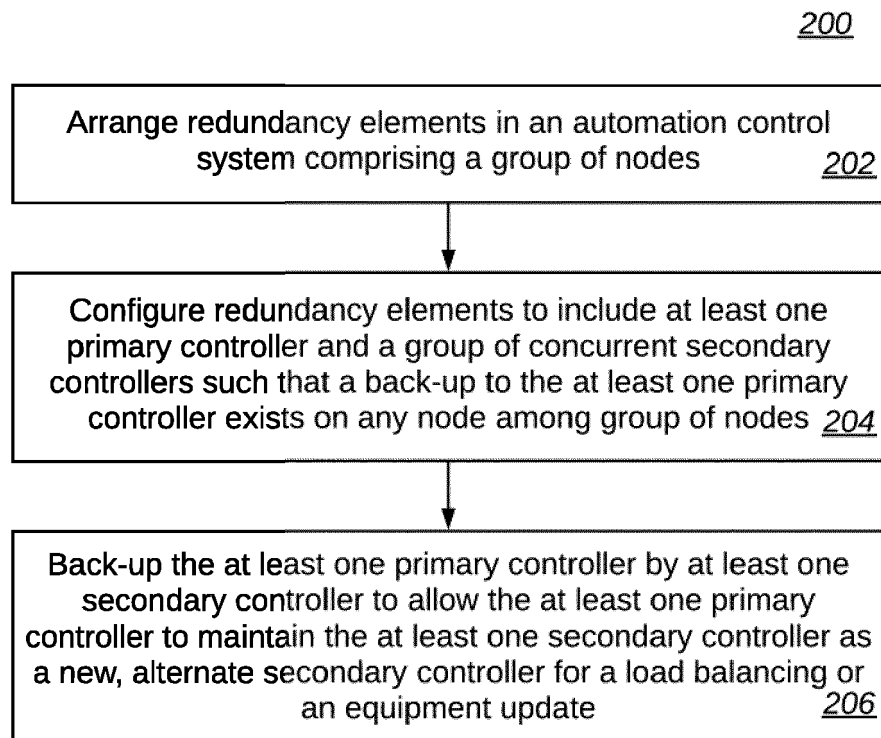 200
Arrange redundancy elements in an automation control
system comprising a group of nodes 202
Configure redundancy elements to include at least one
primary controller and a group of concurrent secondary
controllers such that a back-up to the at least one primary
controller exists on any node among group of nodes 204
Back-up the at least one primary controller by at least one
secondary controller to allow the at least one primary
controller to maintain the at least one secondary controller as
a new, alternate secondary controller for a load balancing or
an equipment update 206